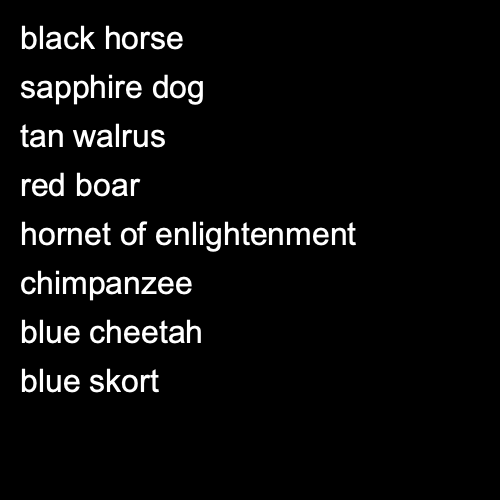 black horse
sapphire dog
tan walrus
red boar
hornet of enlightenment
chimpanzee
blue cheetah
blue skort